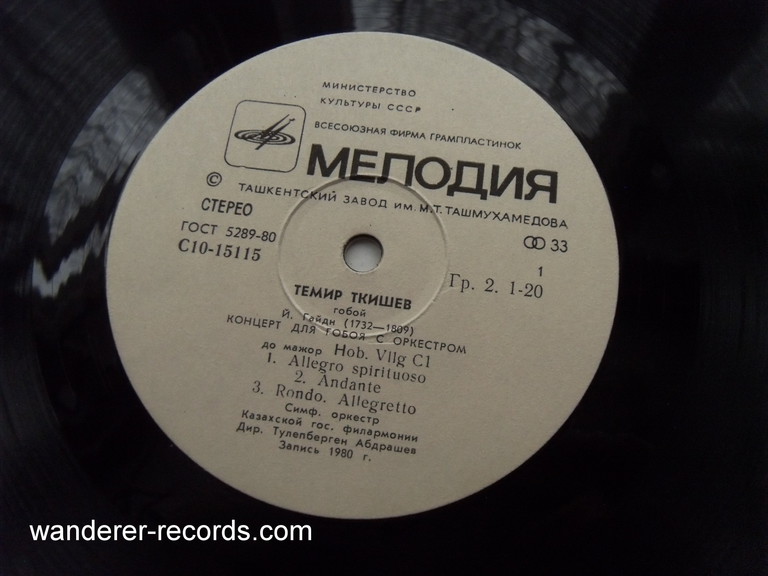 МИНИСТЕРСТВО
КУЛЬТУРЫ СССР
ВСЕСОЮЗНАЯ ФИРМА ГРАМПЛАСТИНОК
МЕЛОДИЯ
© ТАШКЕНТСКИЙ ЗАВОД ИМ. М.Т. ТАШМУХАМЕДОВА
СТЕРЕО
33
ГОСТ 5289-80
С10-15115
1
Гр. 2. 1-20
ТЕМИР ТКИШЕВ
гобой
Й. Гайдн (1732—1809)
КОНЦЕРТ ДЛЯ ГОБОЯ С ОРКЕСТРОМ
до мажор Hob. VIIg C1
1. Allegro spirituoso
2. Andante
3. Rondo. Allegretto
Симф. оркестр
Казахской гос. филармонии
Дир. Тулепберген Абдрашев
Запись 1980 г.
wanderer-records.com